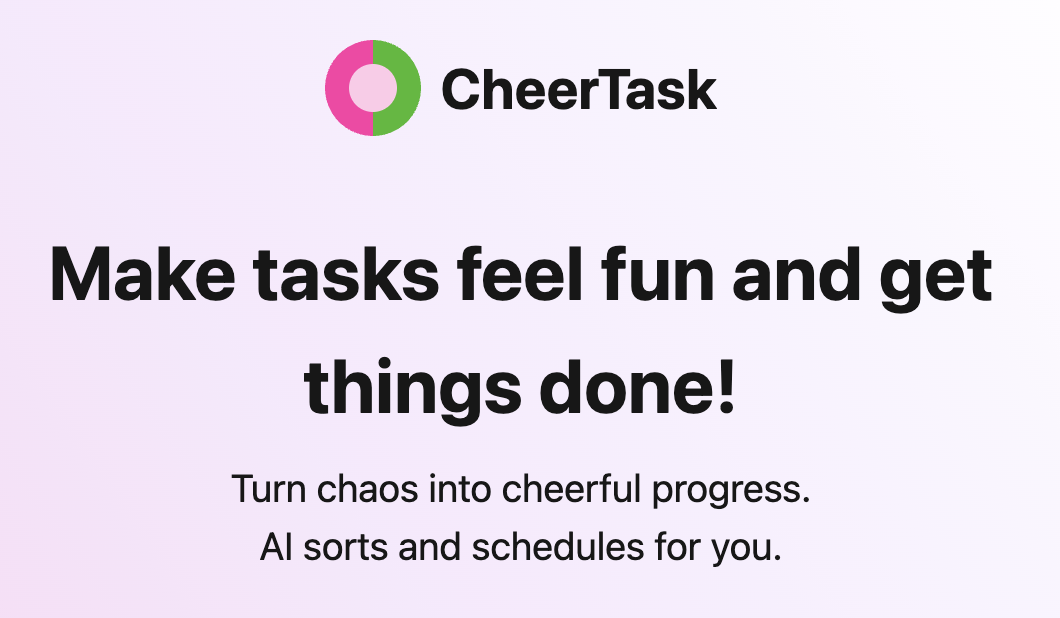 CheerTask
Make tasks feel fun and get
things done!
Turn chaos into cheerful progress.
AI sorts and schedules for you.